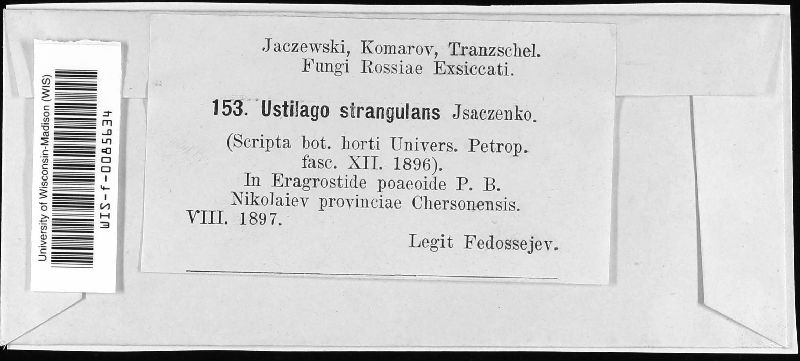 Jaczewski, Komarov, Tranzschel.
Fungi Rossiae Exsiccati.
153. Ustilago strangulans Jsaczenko.
(Scripta bot. horti Univers. Petrop.
fasc. XII. 1896).
In Eragrostide poaeoide P. B.
Nikolaiev provinciae Chersonensis.
VIII. 1897.
Legit Fedossejev.
University of Wisconsin-Madison (WIS)
WIS-f-0085634